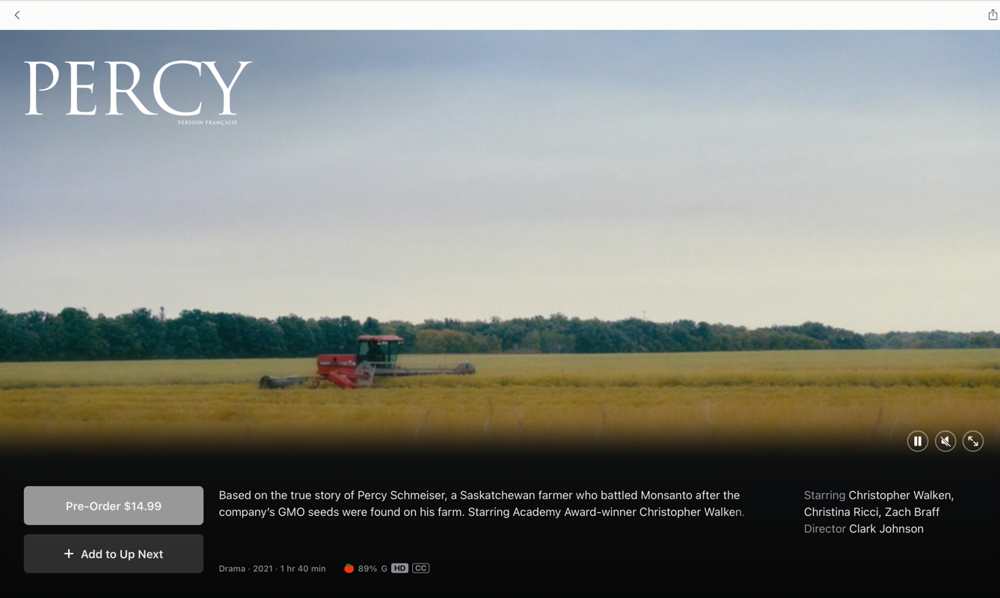 PERCY
VERSION FRANÇAISE
Pre-Order $14.99
+ Add to Up Next
Based on the true story of Percy Schmeiser, a Saskatchewan farmer who battled Monsanto after the
company’s GMO seeds were found on his farm. Starring Academy Award-winner Christopher Walken.
Drama · 2021 · 1 hr 40 min 89% G HD CC
Starring Christopher Walken,
Christina Ricci, Zach Braff
Director Clark Johnson